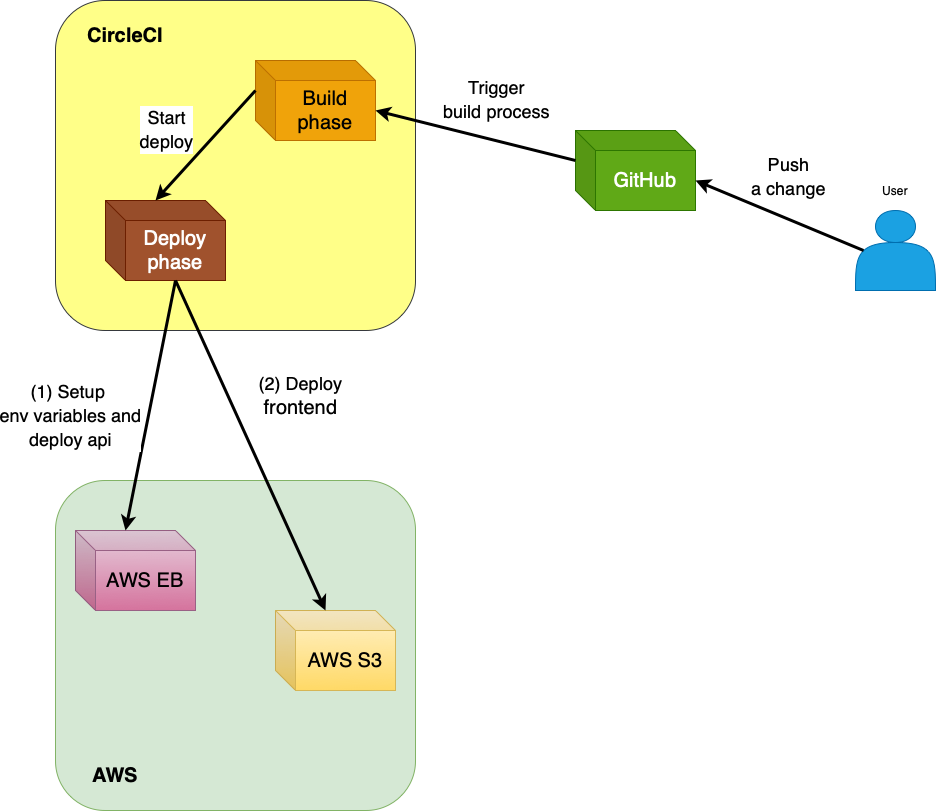 CircleCI
Build
phase
Trigger
build process
Start
deploy
GitHub
Push
a change
User
Deploy
phase
(1) Setup
env variables and
deploy api
(2) Deploy
frontend
AWS EB
AWS S3
AWS